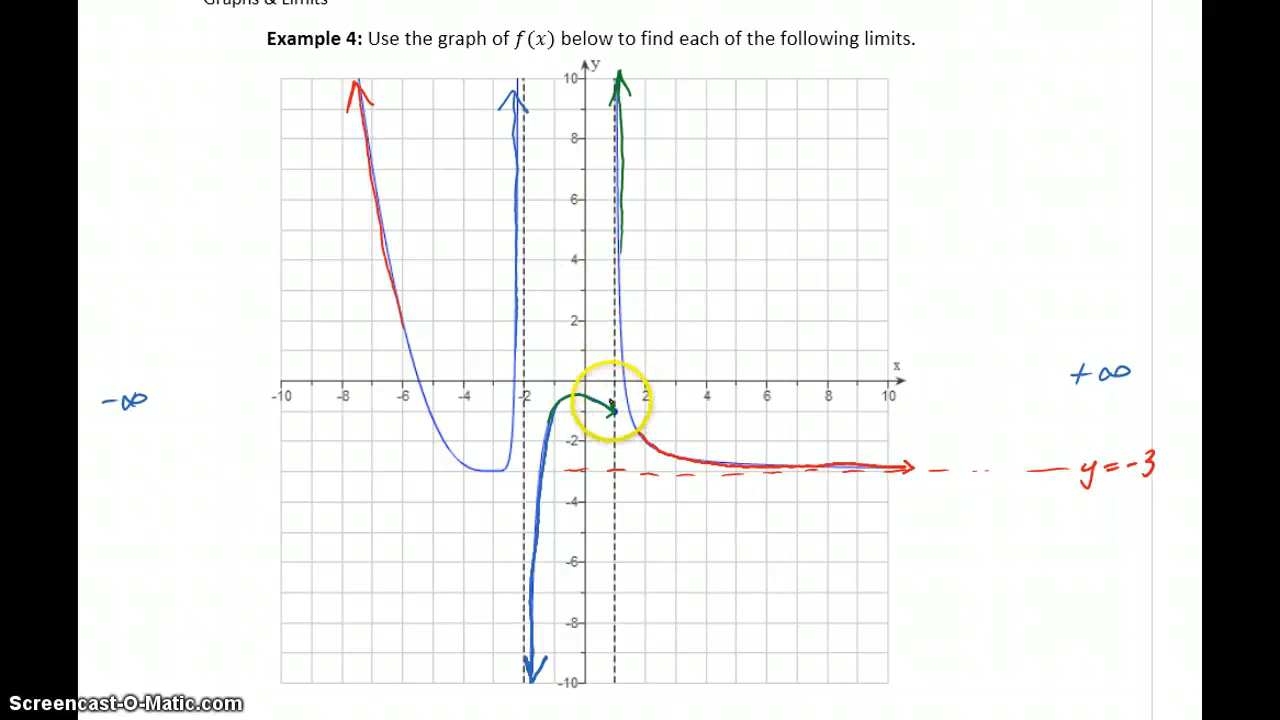 Graphs & Limits
Example 4: Use the graph of f(x) below to find each of the following limits.
y
10
8
6
4
2
x
-10 -8 -6 -4 -2 2 4 6 8 10
-2
-4
-6
-8
-10
-∞
+∞
y = -3
Screencast-O-Matic.com